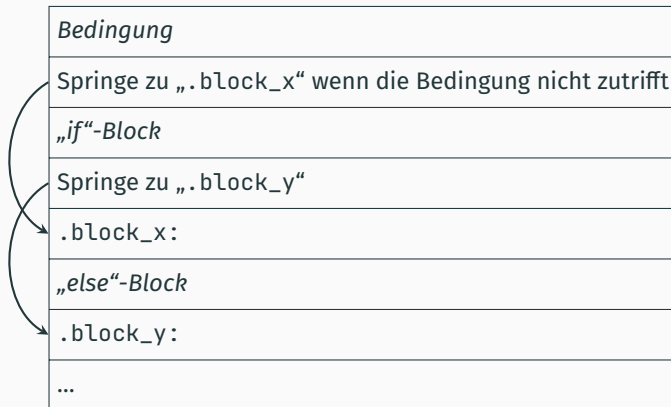 Bedingung
Springe zu „.block_x“ wenn die Bedingung nicht zutrifft
„if“-Block
Springe zu „.block_y“
.block_x:
„else“-Block
.block_y:
...